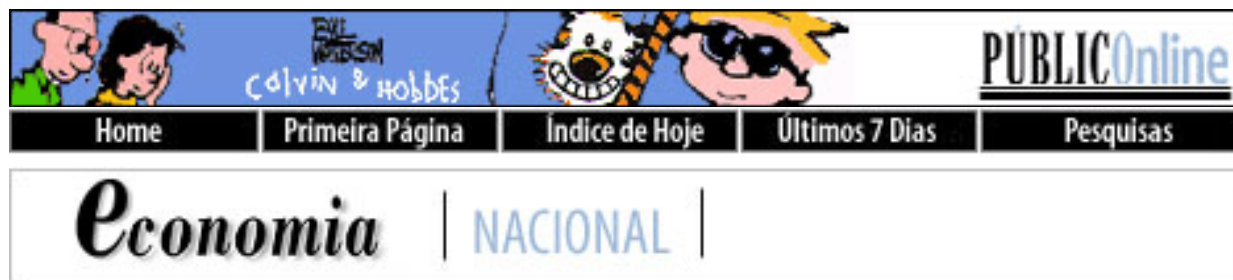 BILL
WATTERSON
CALVIN & HOBBES
PÚBLICOnline
Home Primeira Página Índice de Hoje Últimos 7 Dias Pesquisas
economia NACIONAL